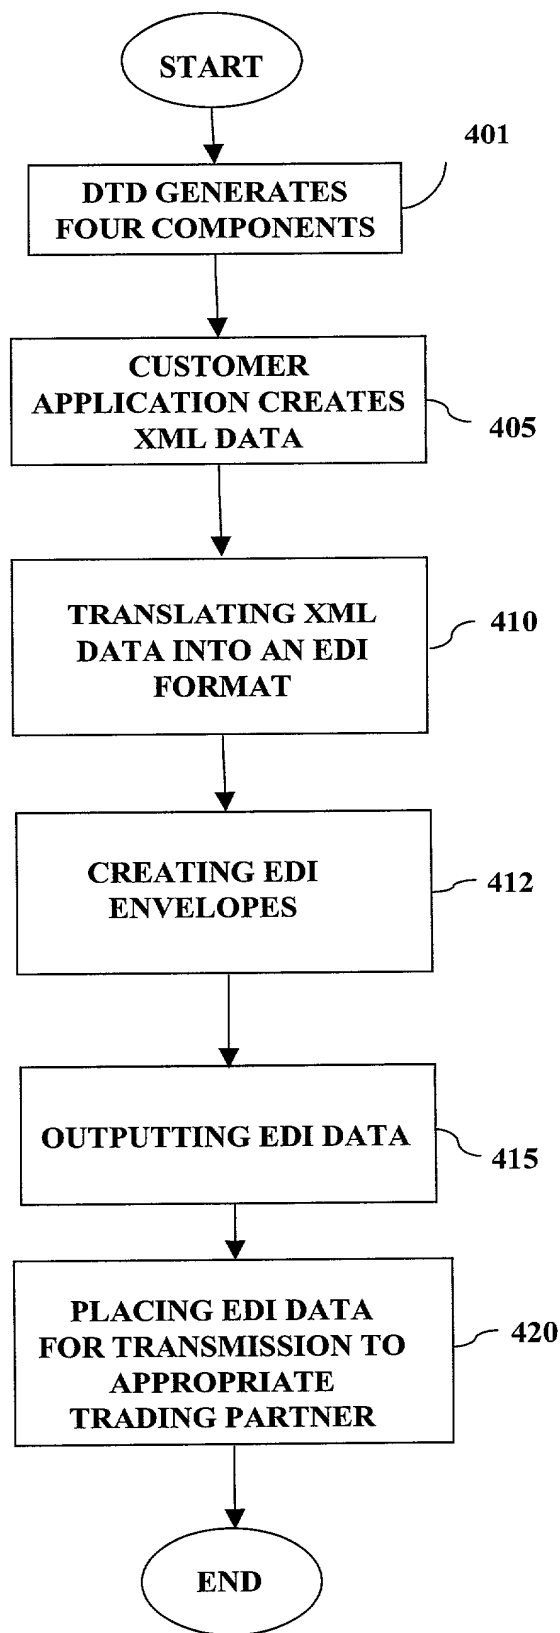 START
401
DTD GENERATES
FOUR COMPONENTS
CUSTOMER
APPLICATION CREATES
XML DATA
405
TRANSLATING XML
DATA INTO AN EDI
FORMAT
410
CREATING EDI
ENVELOPES
412
OUTPUTTING EDI DATA
415
PLACING EDI DATA
FOR TRANSMISSION TO
APPROPRIATE
TRADING PARTNER
420
END